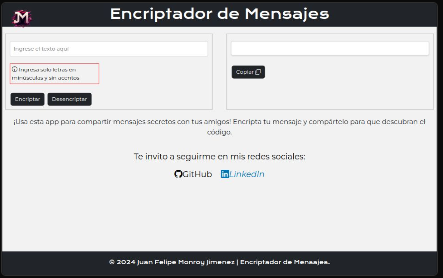 JM
Encriptador de Mensajes
Ingrese el texto aquí
Ingresa solo letras en
minúsculas y sin acentos
Encriptar
Desencriptar
Copiar
¡Usa esta app para compartir mensajes secretos con tus amigos! Encripta tu mensaje y compártelo para que descubran el
código.
Te invito a seguirme en mis redes sociales:
GitHub
LinkedIn
© 2024 Juan Felipe Monroy Jimenez | Encriptador de Mensajes.